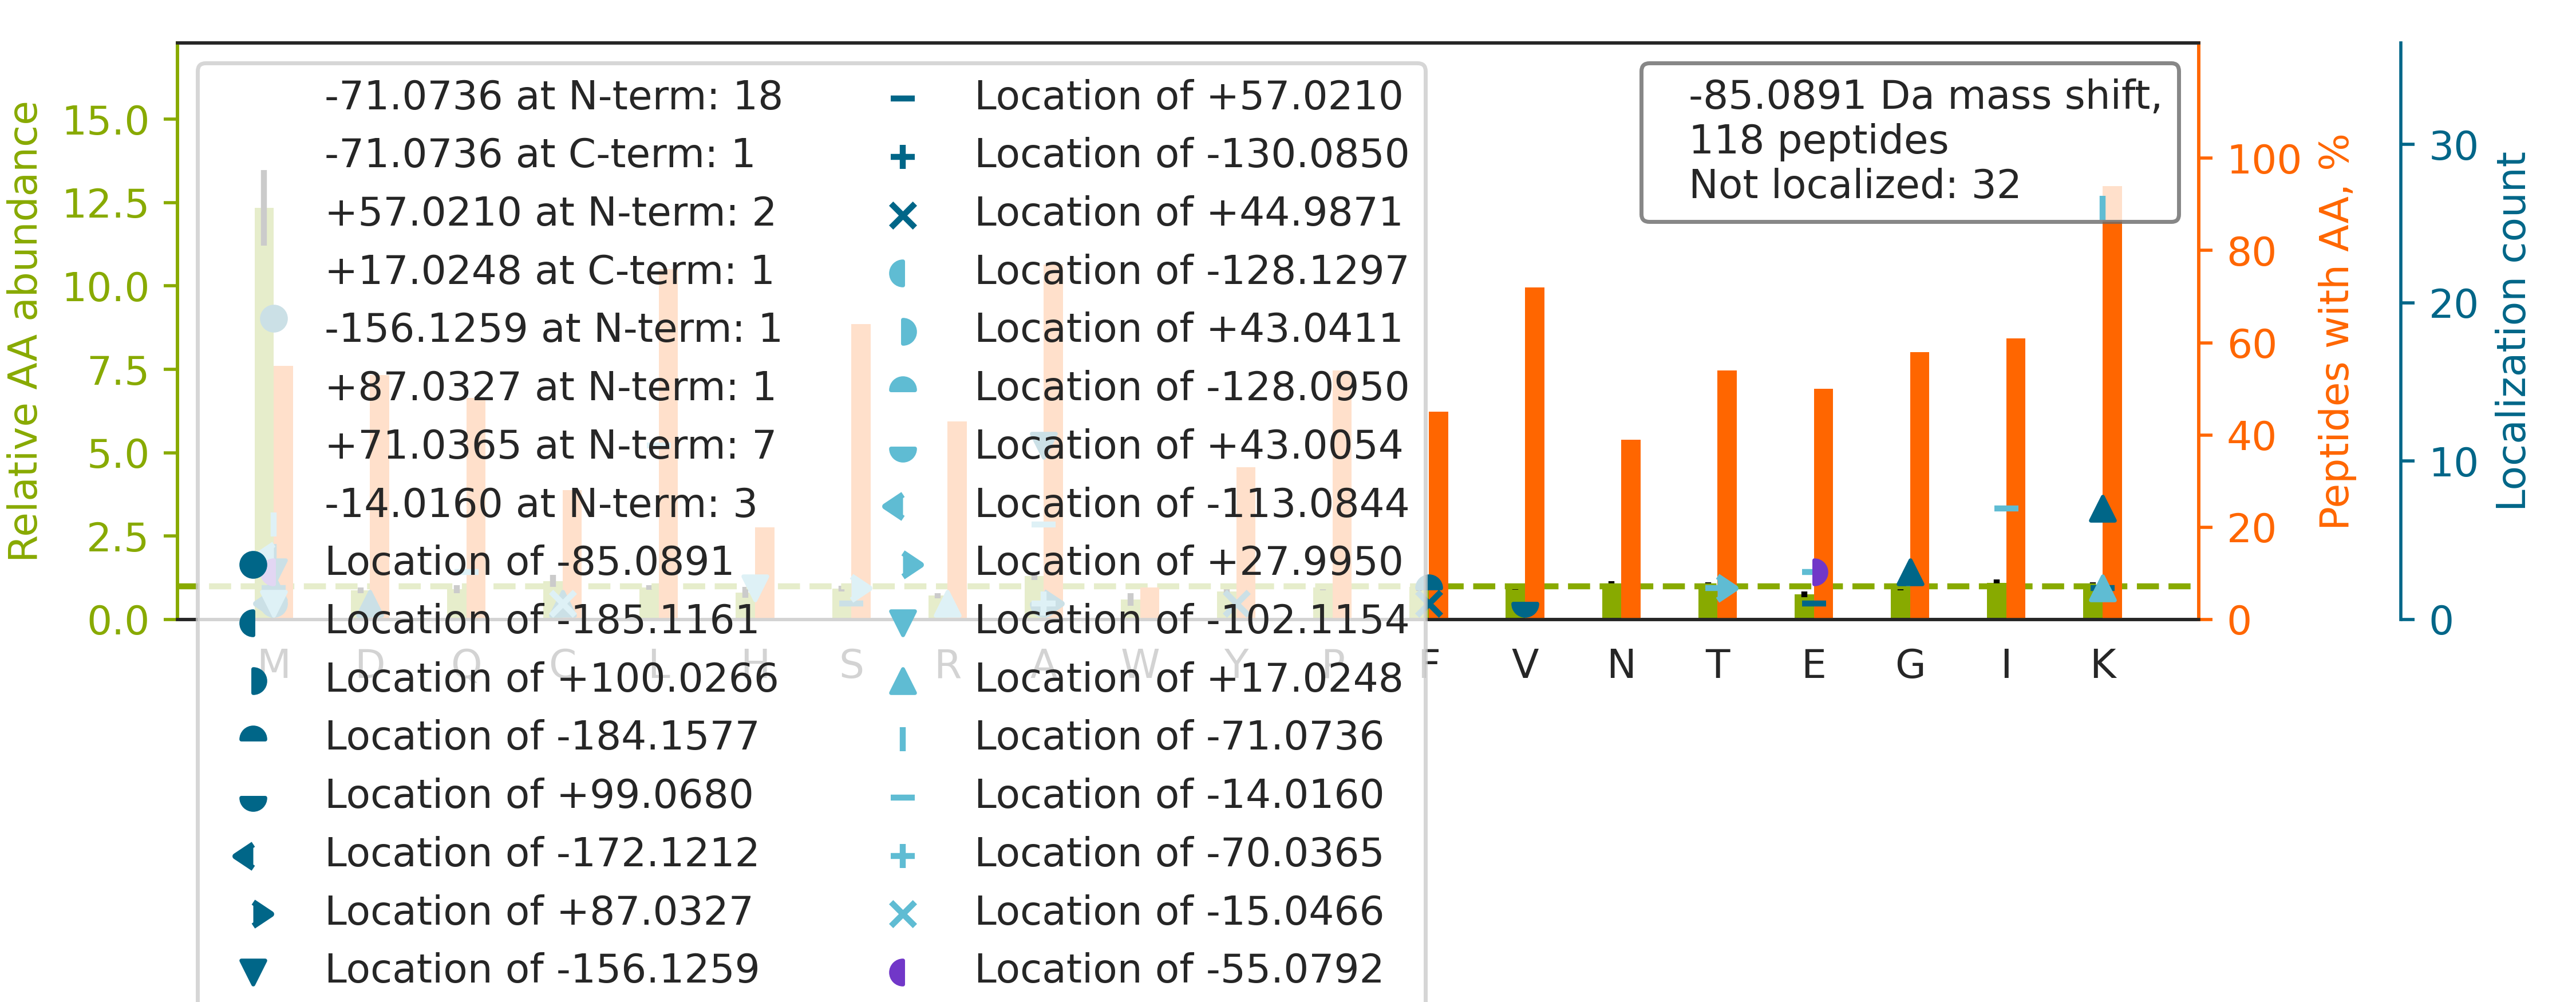 Relative AA abundance
15.0
12.5
10.0
7.5
5.0
2.5
0.0
-71.0736 at N-term: 18
-71.0736 at C-term: 1
+57.0210 at N-term: 2
+17.0248 at C-term: 1
-156.1259 at N-term: 1
+87.0327 at N-term: 1
+71.0365 at N-term: 7
-14.0160 at N-term: 3
Location of -85.0891
Location of -185.1161
Location of +100.0266
Location of -184.1577
Location of +99.0680
Location of -172.1212
Location of +87.0327
Location of -156.1259
Location of +57.0210
Location of -130.0850
Location of +44.9871
Location of -128.1297
Location of +43.0411
Location of -128.0950
Location of +43.0054
Location of -113.0844
Location of +27.9950
Location of -102.1154
Location of +17.0248
Location of -71.0736
Location of -14.0160
Location of -70.0365
Location of -15.0466
Location of -55.0792
-85.0891 Da mass shift,
118 peptides
Not localized: 32
M D Q C L H S R A W Y P F V N T E G I K
100
80
60
40
20
0
Peptides with AA, %
30
20
10
0
Localization count